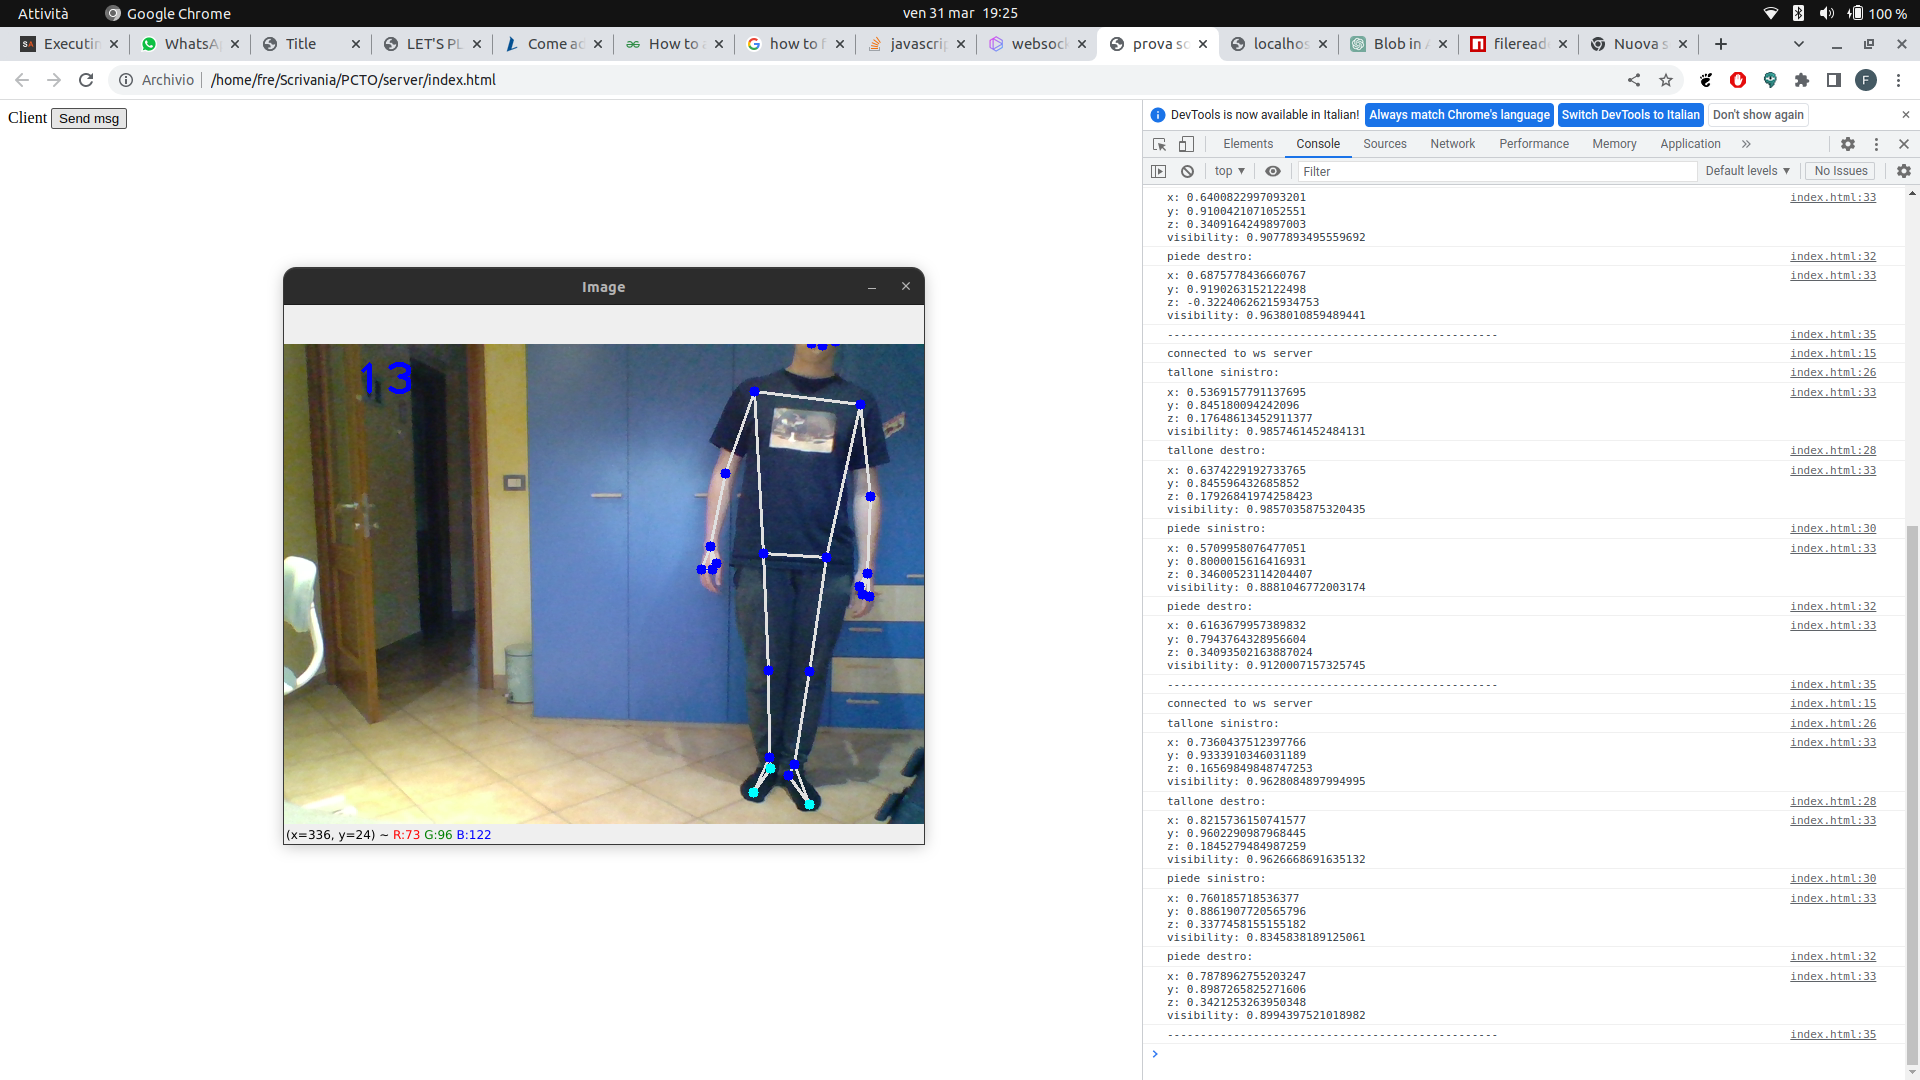 Attività
Google Chrome
ven 31 mar 19:25
100 %
Executin
WhatsA
Title
LET'S PL
Come ad
How to a
how to f
javascrip
websock
prova so
localhos
Blob in
fileread
Nuova s
Archivio
/home/fre/Scrivania/PCTO/server/index.html
F
Client
Send msg
Image
13
(x=336, y=24) ~ R:73 G:96 B:122
DevTools is now available in Italian!
Always match Chrome's language
Switch DevTools to Italian
Don't show again
Elements
Console
Sources
Network
Performance
Memory
Application
top
Filter
Default levels
No Issues
x: 0.6400822997093201 index.html:33
y: 0.9100421071052551
z: 0.3409164249897003
visibility: 0.9077893495559692
piede destro: index.html:32
x: 0.6875778436660767 index.html:33
y: 0.9190263152122498
z: -0.32240626215934753
visibility: 0.9638010859489441
-------------------------------------------------- index.html:35
connected to ws server index.html:15
tallone sinistro: index.html:26
x: 0.5369157791137695 index.html:33
y: 0.845180094242096
z: 0.17648613452911377
visibility: 0.9857461452484131
tallone destro: index.html:28
x: 0.6374229192733765 index.html:33
y: 0.845596432685852
z: 0.17926841974258423
visibility: 0.9857035875320435
piede sinistro: index.html:30
x: 0.5709958076477051 index.html:33
y: 0.8000015616416931
z: 0.34600523114204407
visibility: 0.8881046772003174
piede destro: index.html:32
x: 0.6163679957389832 index.html:33
y: 0.7943764328956604
z: 0.34093502163887024
visibility: 0.9120007157325745
-------------------------------------------------- index.html:35
connected to ws server index.html:15
tallone sinistro: index.html:26
x: 0.7360437512397766 index.html:33
y: 0.9333910346031189
z: 0.16569849848747253
visibility: 0.9628084897994995
tallone destro: index.html:28
x: 0.8215736150741577 index.html:33
y: 0.9602290987968445
z: 0.1845279484987259
visibility: 0.9626668691635132
piede sinistro: index.html:30
x: 0.760185718536377 index.html:33
y: 0.8861907720565796
z: 0.3377458155155182
visibility: 0.8345838189125061
piede destro: index.html:32
x: 0.7878962755203247 index.html:33
y: 0.8987265825271606
z: 0.3421253263950348
visibility: 0.8994397521018982
-------------------------------------------------- index.html:35